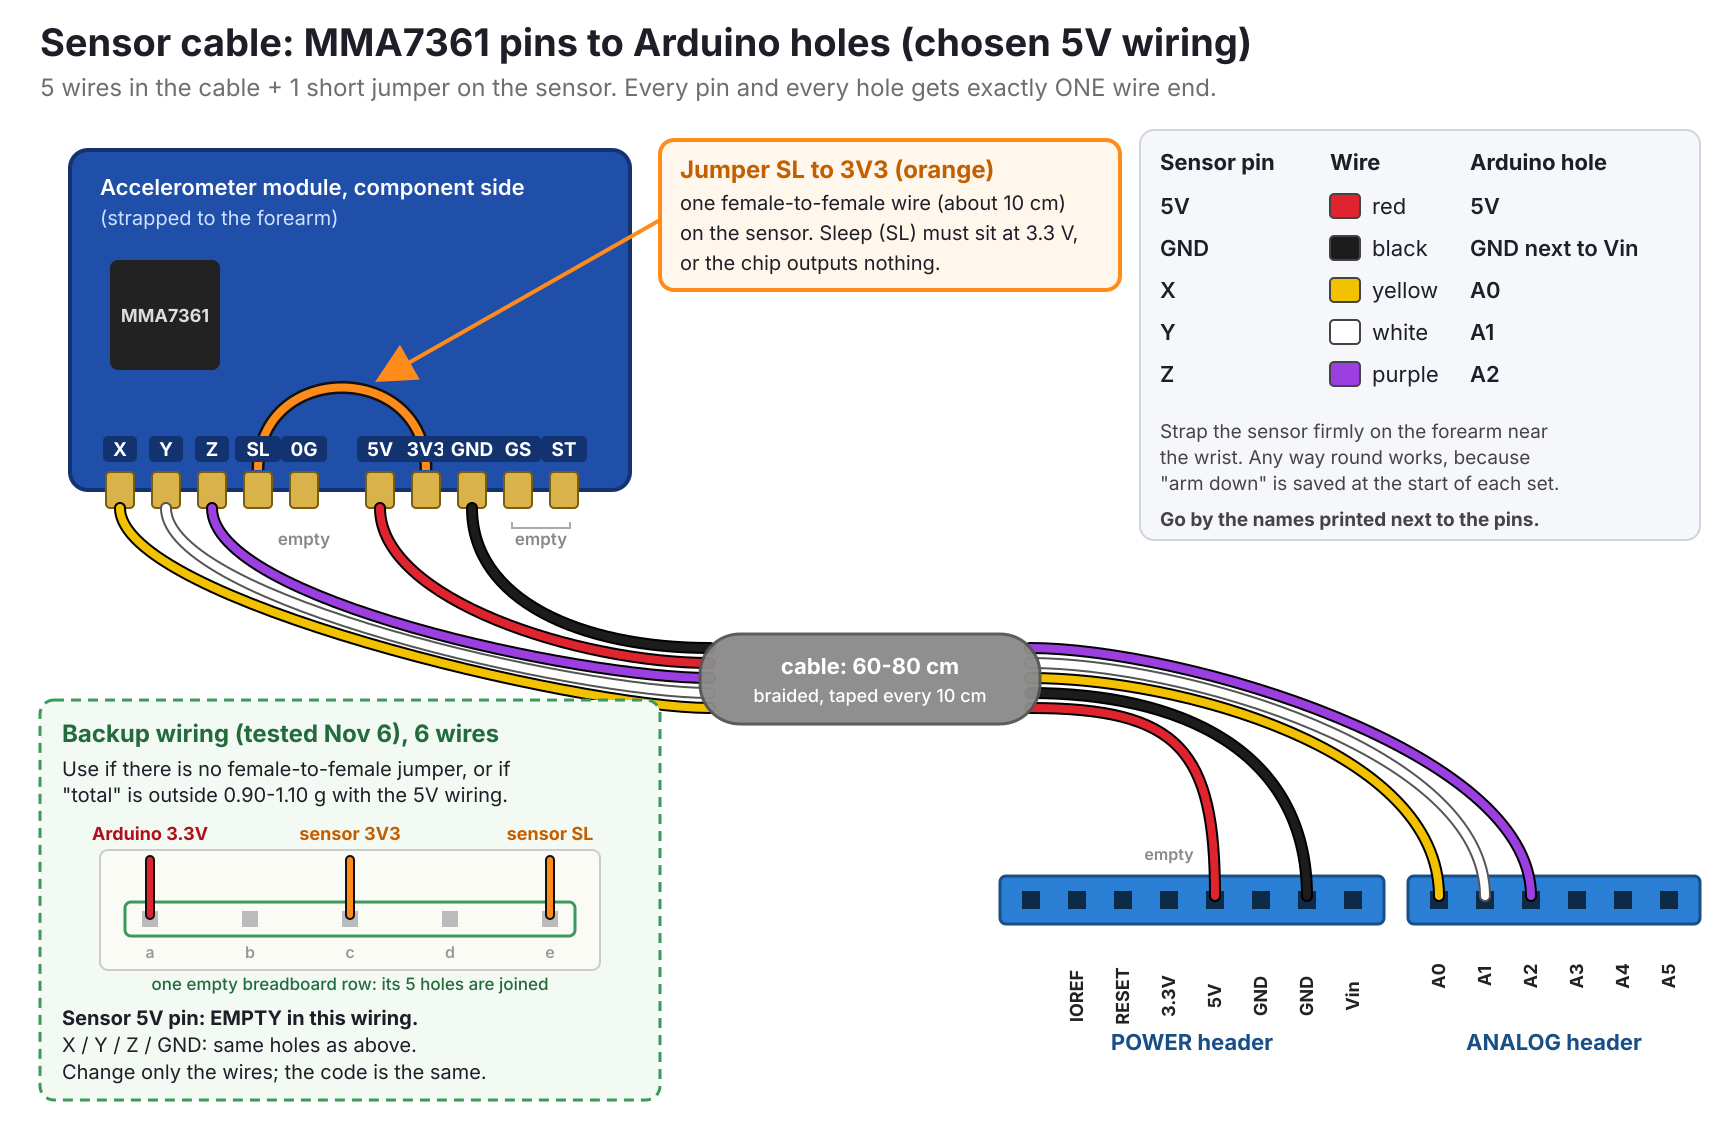 Sensor cable: MMA7361 pins to Arduino holes (chosen 5V wiring)
5 wires in the cable + 1 short jumper on the sensor. Every pin and every hole gets exactly ONE wire end.
Accelerometer module, component side
(strapped to the forearm)
MMA7361
X Y Z SL 0G 5V 3V3 GND GS ST
empty
empty
Jumper SL to 3V3 (orange)
one female-to-female wire (about 10 cm)
on the sensor. Sleep (SL) must sit at 3.3 V,
or the chip outputs nothing.
Sensor pin Wire Arduino hole
5V red 5V
GND black GND next to Vin
X yellow A0
Y white A1
Z purple A2
Strap the sensor firmly on the forearm near
the wrist. Any way round works, because
"arm down" is saved at the start of each set.
Go by the names printed next to the pins.
cable: 60-80 cm
braided, taped every 10 cm
Backup wiring (tested Nov 6), 6 wires
Use if there is no female-to-female jumper, or if
"total" is outside 0.90-1.10 g with the 5V wiring.
Arduino 3.3V sensor 3V3 sensor SL
a b c d e
one empty breadboard row: its 5 holes are joined
Sensor 5V pin: EMPTY in this wiring.
X / Y / Z / GND: same holes as above.
Change only the wires; the code is the same.
empty
IOREF RESET 3.3V 5V GND GND Vin
POWER header
A0 A1 A2 A3 A4 A5
ANALOG header